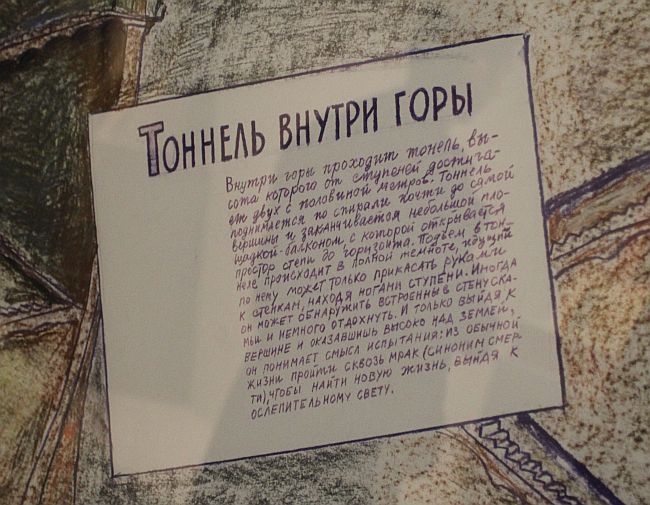 ТОННЕЛЬ ВНУТРИ ГОРЫ
Внутри горы проходит тонель, вы-
сота которого от ступеней достига-
ет двух с половиной метров. Тоннель
поднимается по спирали почти до самой
вершины и заканчивается небольшой пло-
щадкой-балконом, с которой открывается
простор степи до горизонта. Подъем в тон-
неле происходит в полной темноте, идущий
по нему может только прикасать руками
к стенкам, находя ногами ступени. Иногда
он может обнаружить встроенные в стену ска-
мьи и немного отдохнуть. И только выйдя к
вершине и оказавшишь высоко над землей,
он понимает смысл испытания: из обычной
жизни пройти сквозь мрак (синоним смер-
ти), чтобы найти новую жизнь, выйдя к
ослепительному свету.